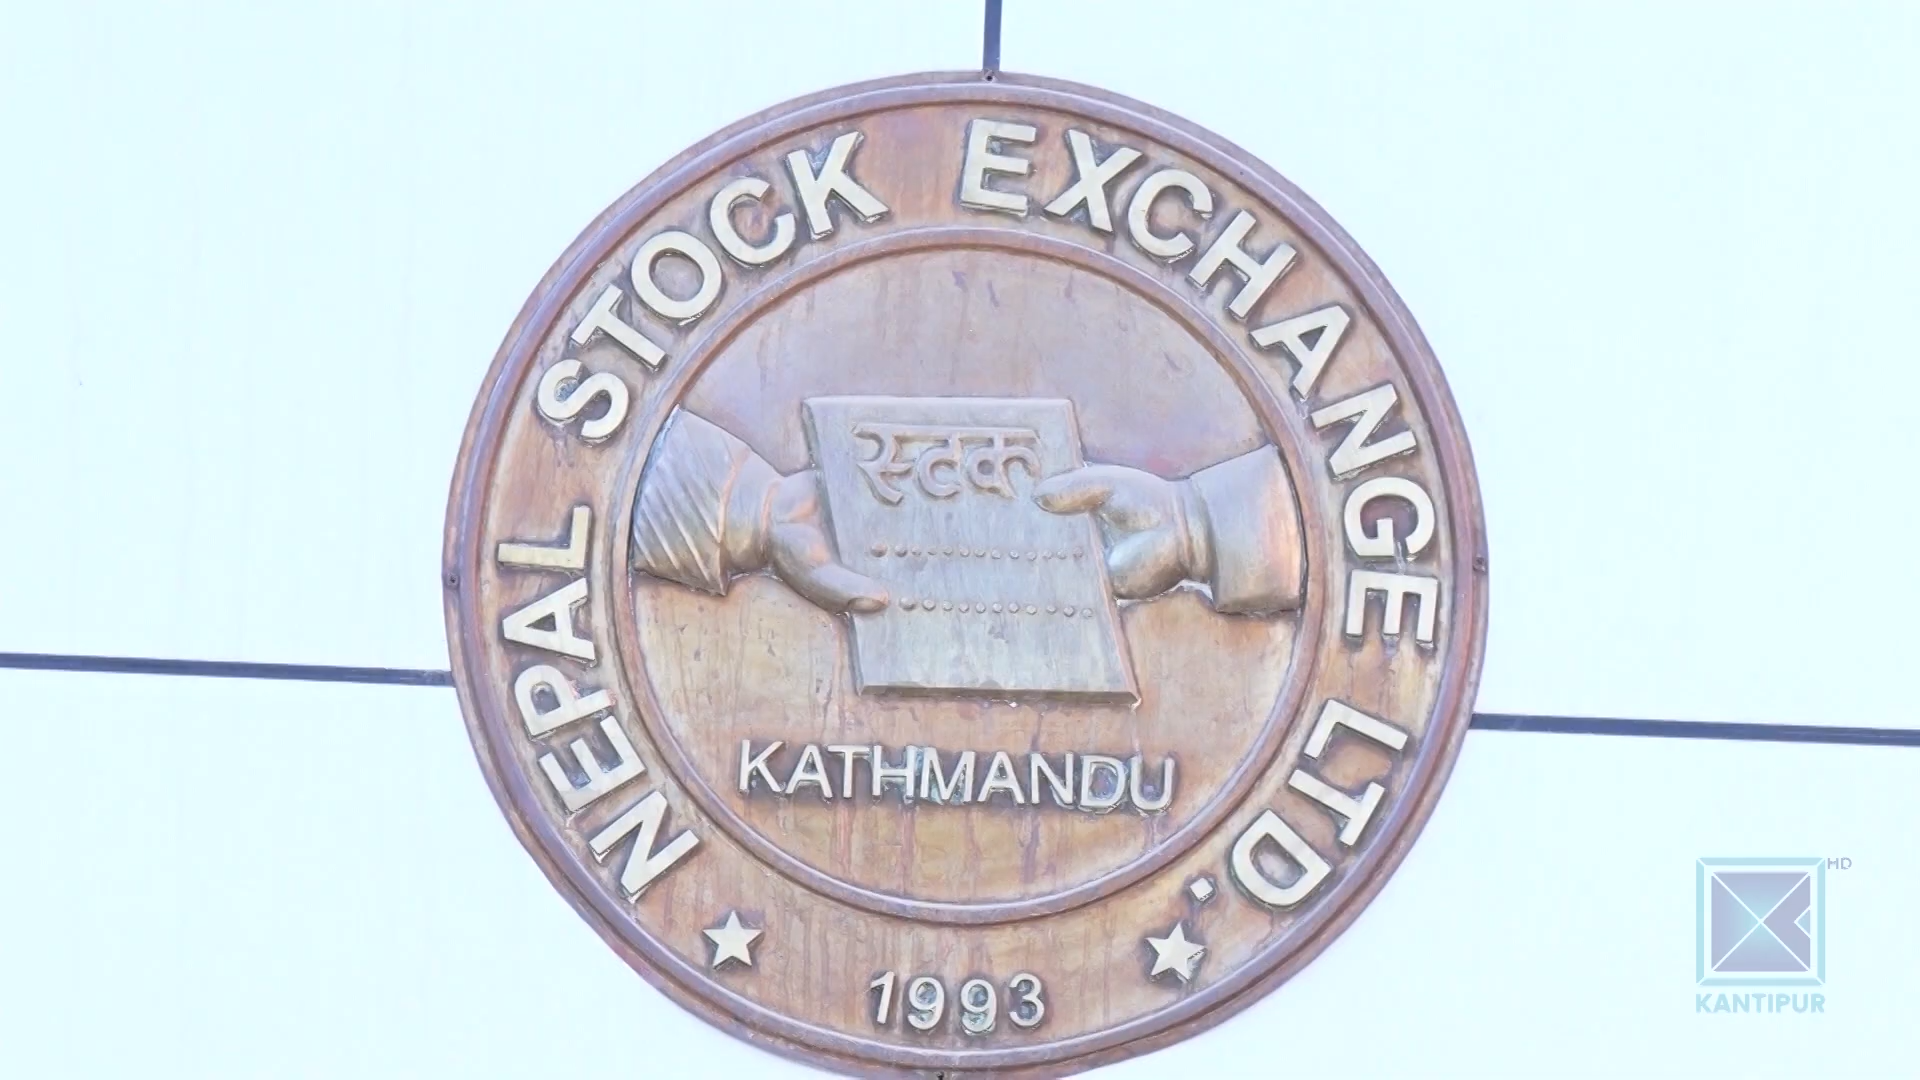 NEPAL STOCK EXCHANGE LTD.
स्टक
KATHMANDU
1993
HD
KANTIPUR